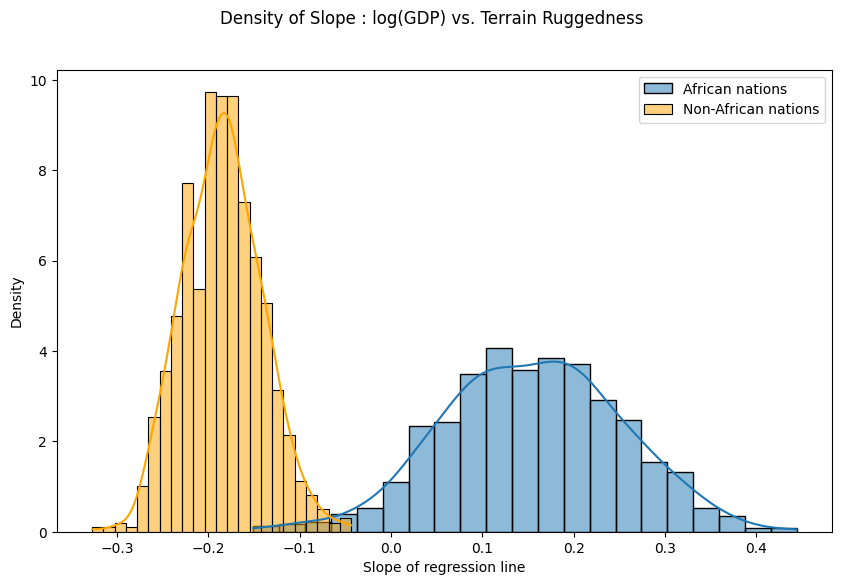 Density of Slope : log(GDP) vs. Terrain Ruggedness
African nations
Non-African nations
Density
10
8
6
4
2
0
−0.3 −0.2 −0.1 0.0 0.1 0.2 0.3 0.4
Slope of regression line